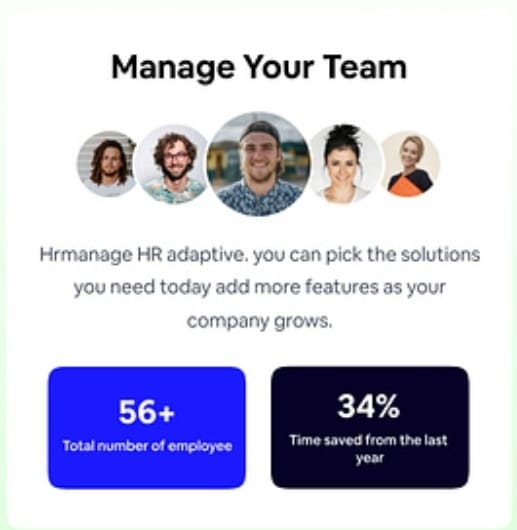 Manage Your Team
Hrmanage HR adaptive. you can pick the solutions
you need today add more features as your
company grows.
56+
Total number of employee
34%
Time saved from the last
year